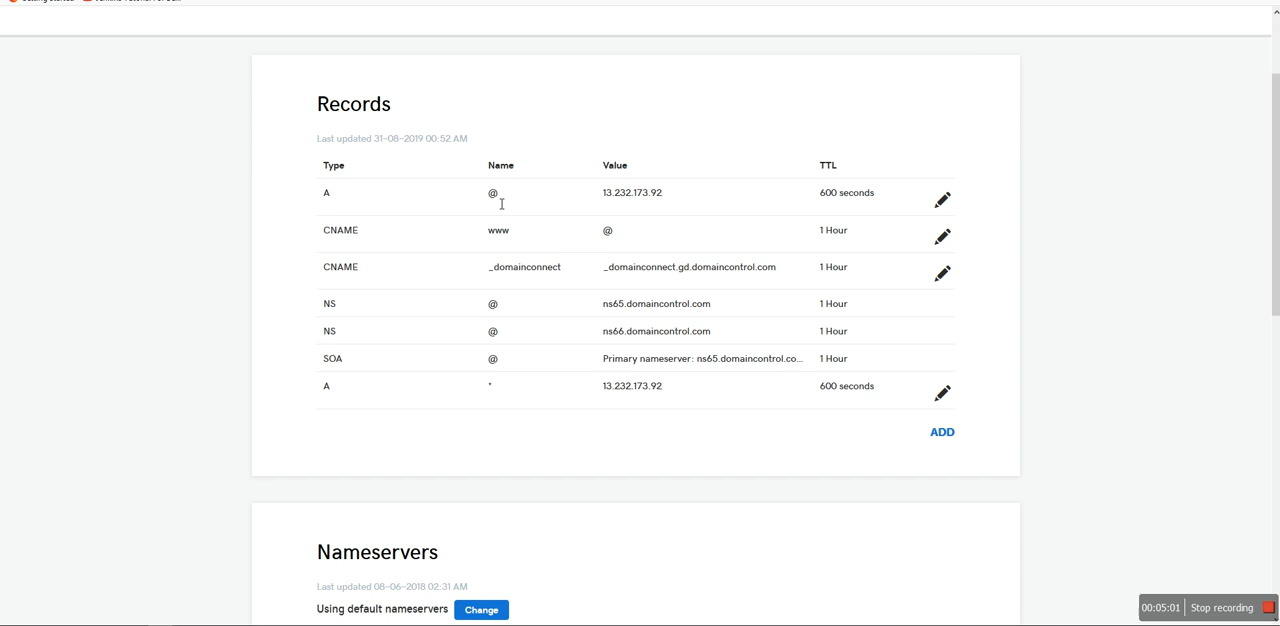 Records
Last updated 31-08-2019 00:52 AM
Type Name Value TTL
A @ 13.232.173.92 600 seconds
CNAME www @ 1 Hour
CNAME _domainconnect _domainconnect.gd.domaincontrol.com 1 Hour
NS @ ns65.domaincontrol.com 1 Hour
NS @ ns66.domaincontrol.com 1 Hour
SOA @ Primary nameserver: ns65.domaincontrol.co... 1 Hour
A * 13.232.173.92 600 seconds
ADD
Nameservers
Last updated 08-06-2018 02:31 AM
Using default nameservers Change
00:05:01 Stop recording